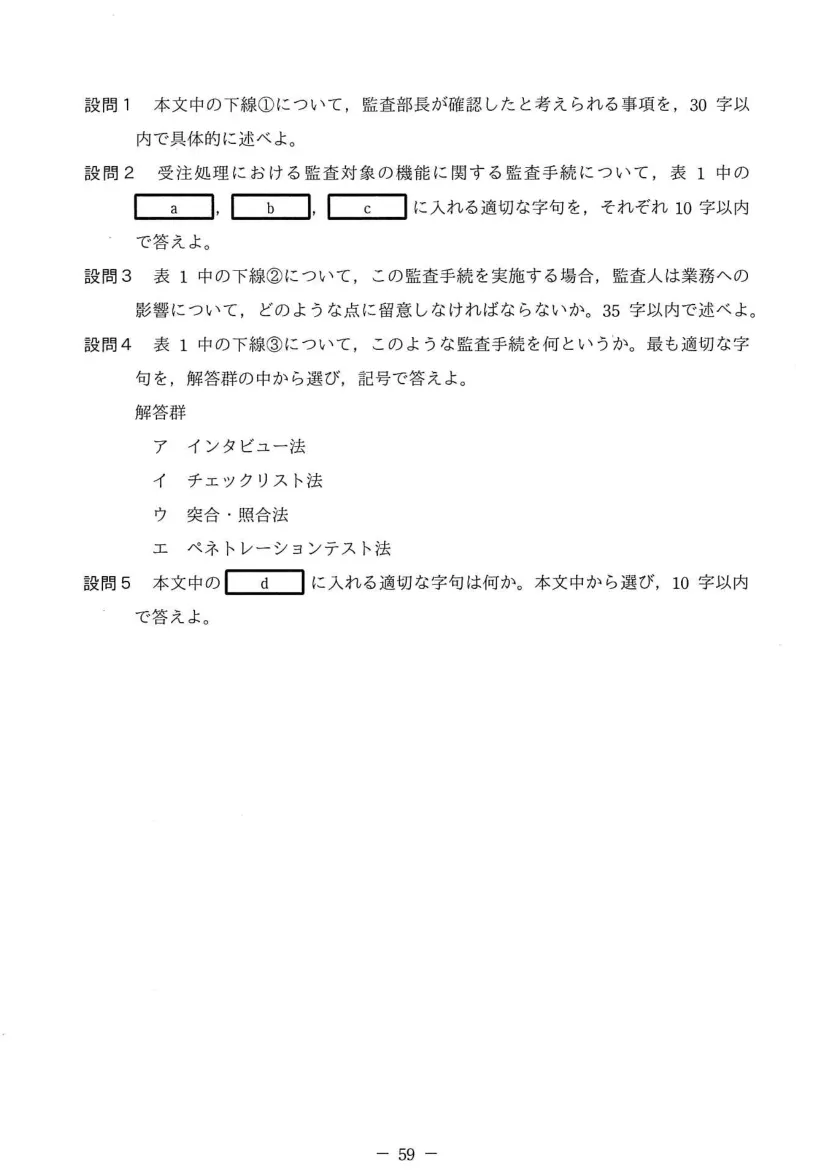 設問1 本文中の下線①について，監査部長が確認したと考えられる事項を，30 字以
内で具体的に述べよ。
設問2 受注処理における監査対象の機能に関する監査手続について，表 1 中の
a ， b ， c に入れる適切な字句を，それぞれ 10 字以内
で答えよ。
設問3 表 1 中の下線②について，この監査手続を実施する場合，監査人は業務への
影響について，どのような点に留意しなければならないか。35 字以内で述べよ。
設問4 表 1 中の下線③について，このような監査手続を何というか。最も適切な字
句を，解答群の中から選び，記号で答えよ。
解答群
ア インタビュー法
イ チェックリスト法
ウ 突合・照合法
エ ペネトレーションテスト法
設問5 本文中の d に入れる適切な字句は何か。本文中から選び，10 字以内
で答えよ。
－ 59 －